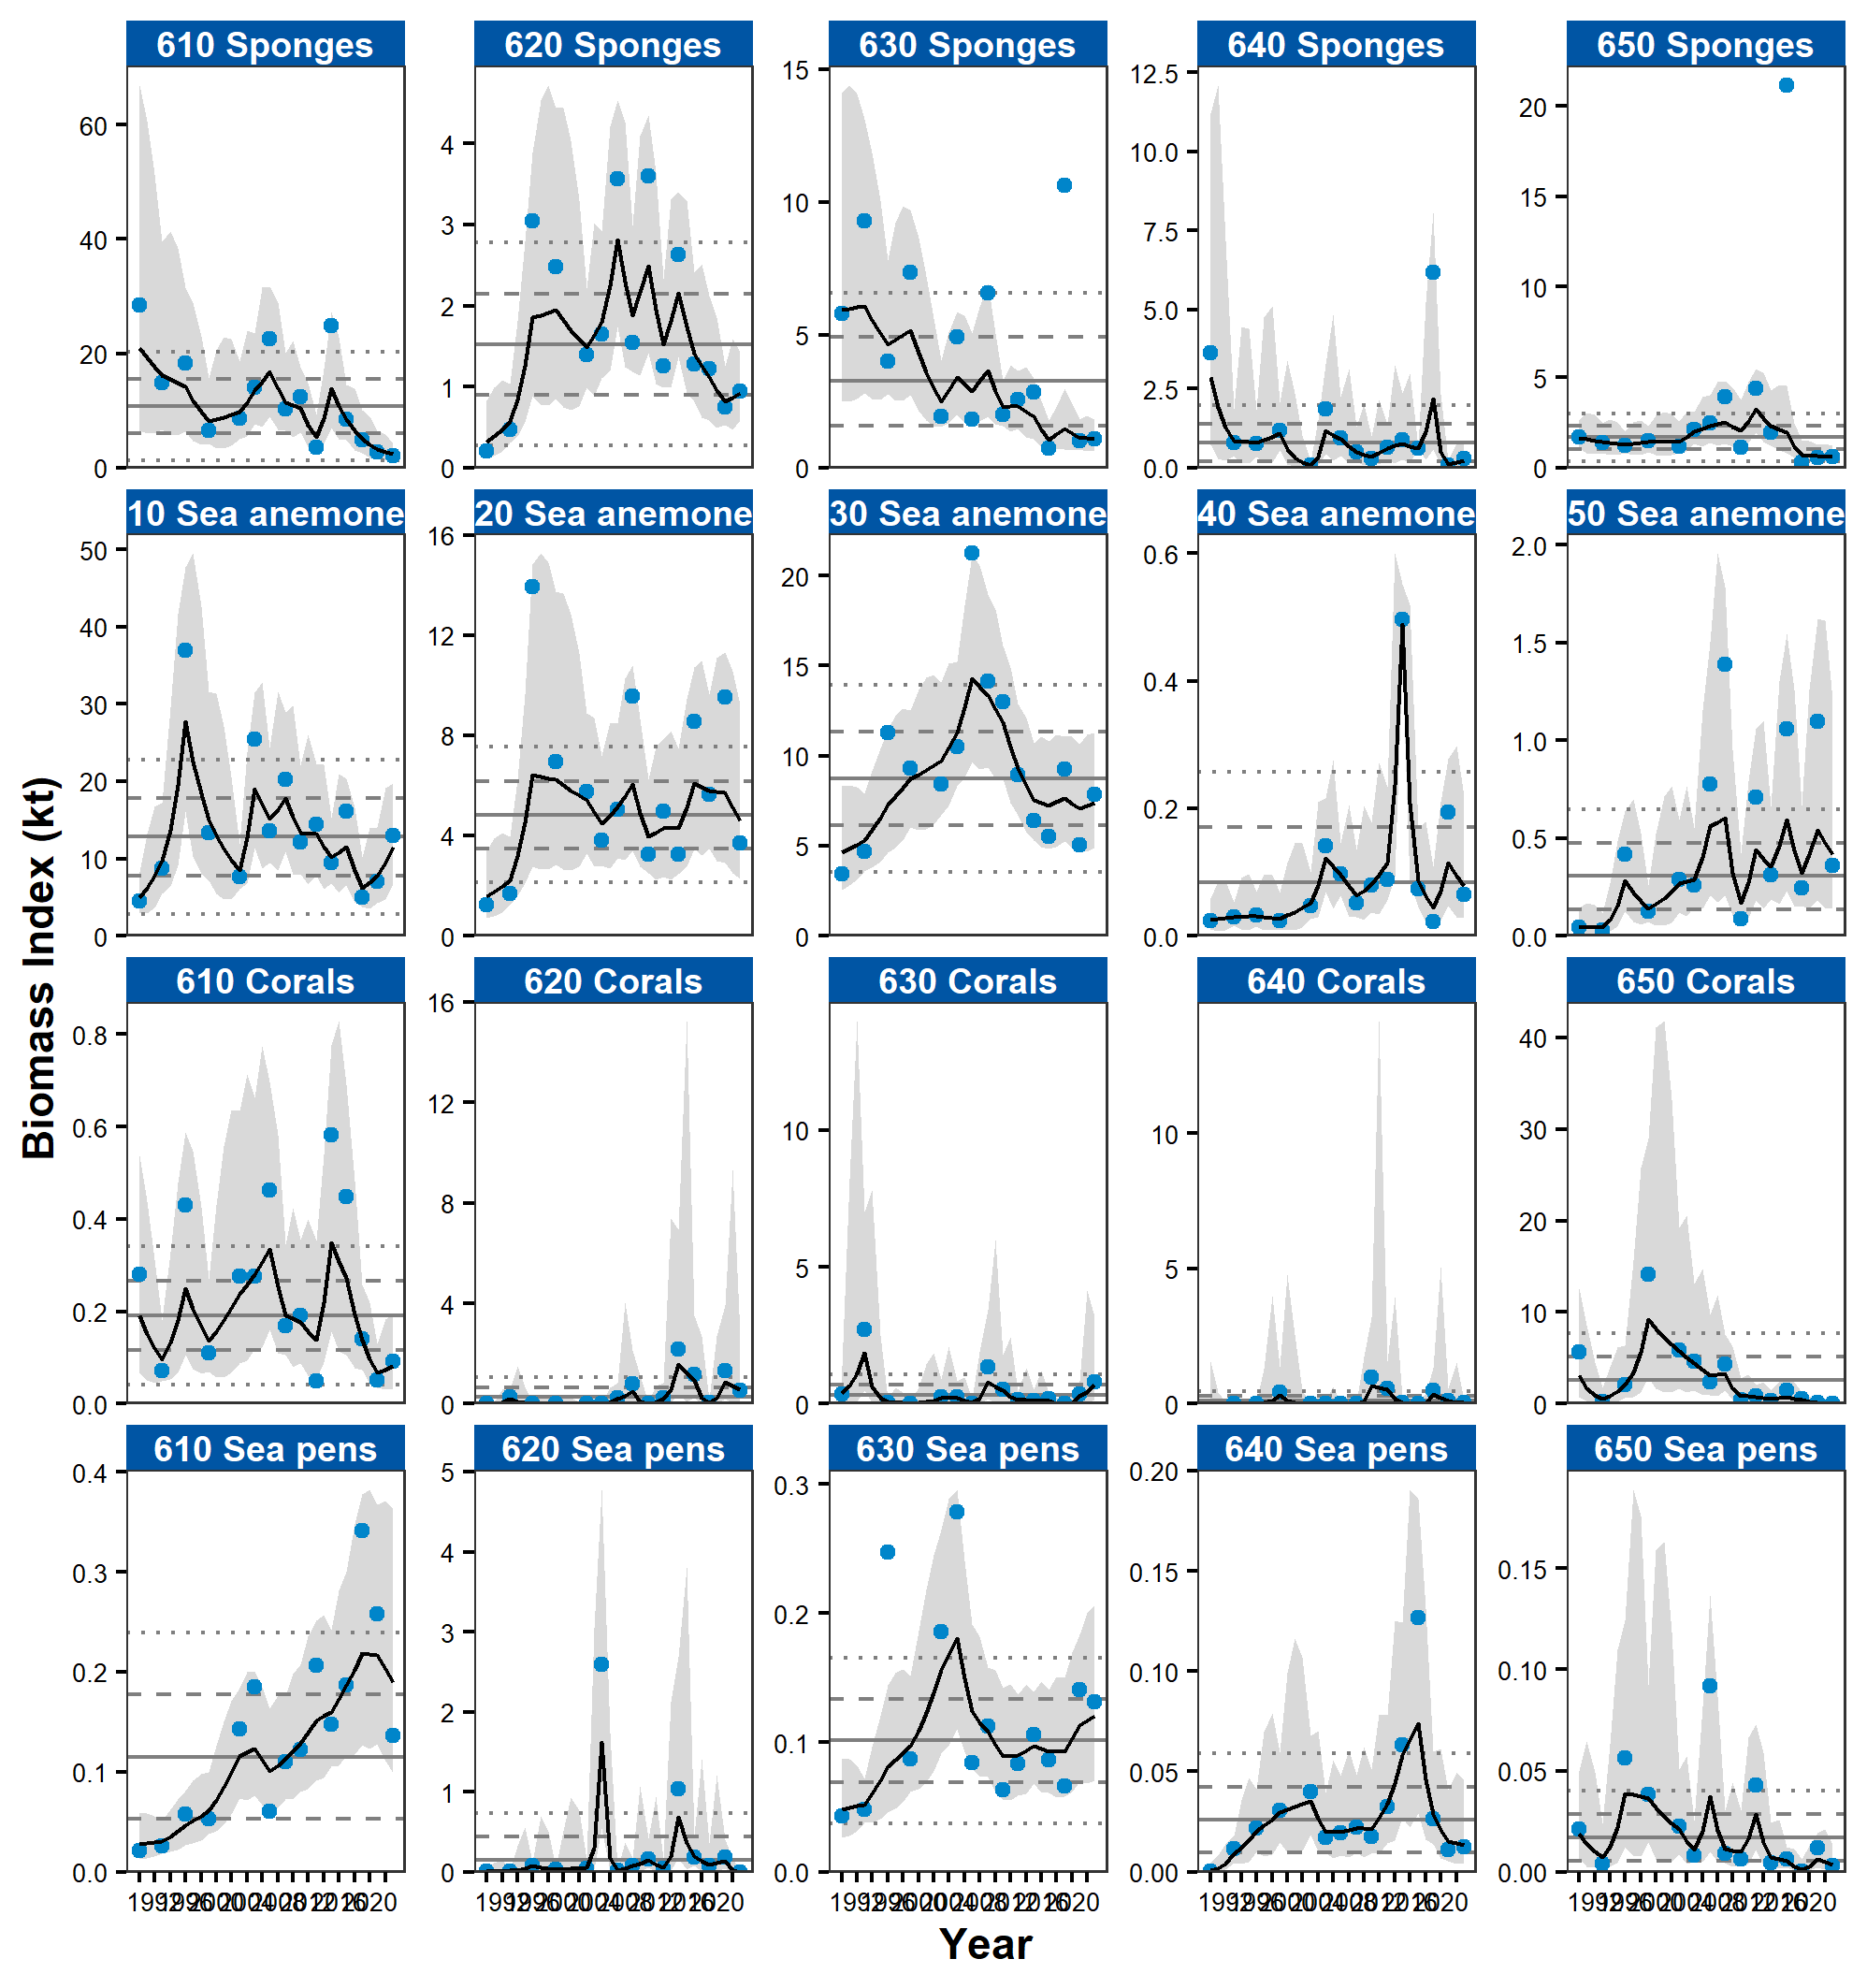 610 Sponges 620 Sponges 630 Sponges 640 Sponges 650 Sponges
60 40 20 0
4 3 2 1 0
15 10 5 0
12.5 10.0 7.5 5.0 2.5 0.0
20 15 10 5 0
10 Sea anemone 20 Sea anemone 30 Sea anemone 40 Sea anemone 50 Sea anemone
50 40 30 20 10 0
16 12 8 4 0
20 15 10 5 0
0.6 0.4 0.2 0.0
2.0 1.5 1.0 0.5 0.0
Biomass Index (kt)
610 Corals 620 Corals 630 Corals 640 Corals 650 Corals
0.8 0.6 0.4 0.2 0.0
16 12 8 4 0
10 5 0
10 5 0
40 30 20 10 0
610 Sea pens 620 Sea pens 630 Sea pens 640 Sea pens 650 Sea pens
0.4 0.3 0.2 0.1 0.0
5 4 3 2 1 0
0.3 0.2 0.1 0.0
0.20 0.15 0.10 0.05 0.00
0.15 0.10 0.05 0.00
Year